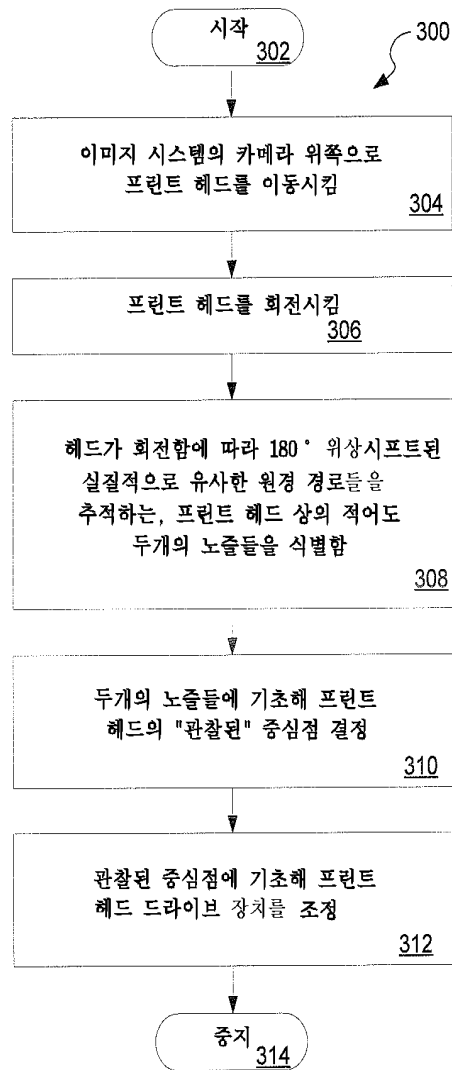 시작
302
300
이미지 시스템의 카메라 위쪽으로
프린트 헤드를 이동시킴
304
프린트 헤드를 회전시킴
306
헤드가 회전함에 따라 180° 위상시프트된
실질적으로 유사한 원경 경로들을
추적하는, 프린트 헤드 상의 적어도
두개의 노즐들을 식별함
308
두개의 노즐들에 기초해 프린트
헤드의 "관찰된" 중심점 결정
310
관찰된 중심점에 기초해 프린트
헤드 드라이브 장치를 조정
312
중지
314